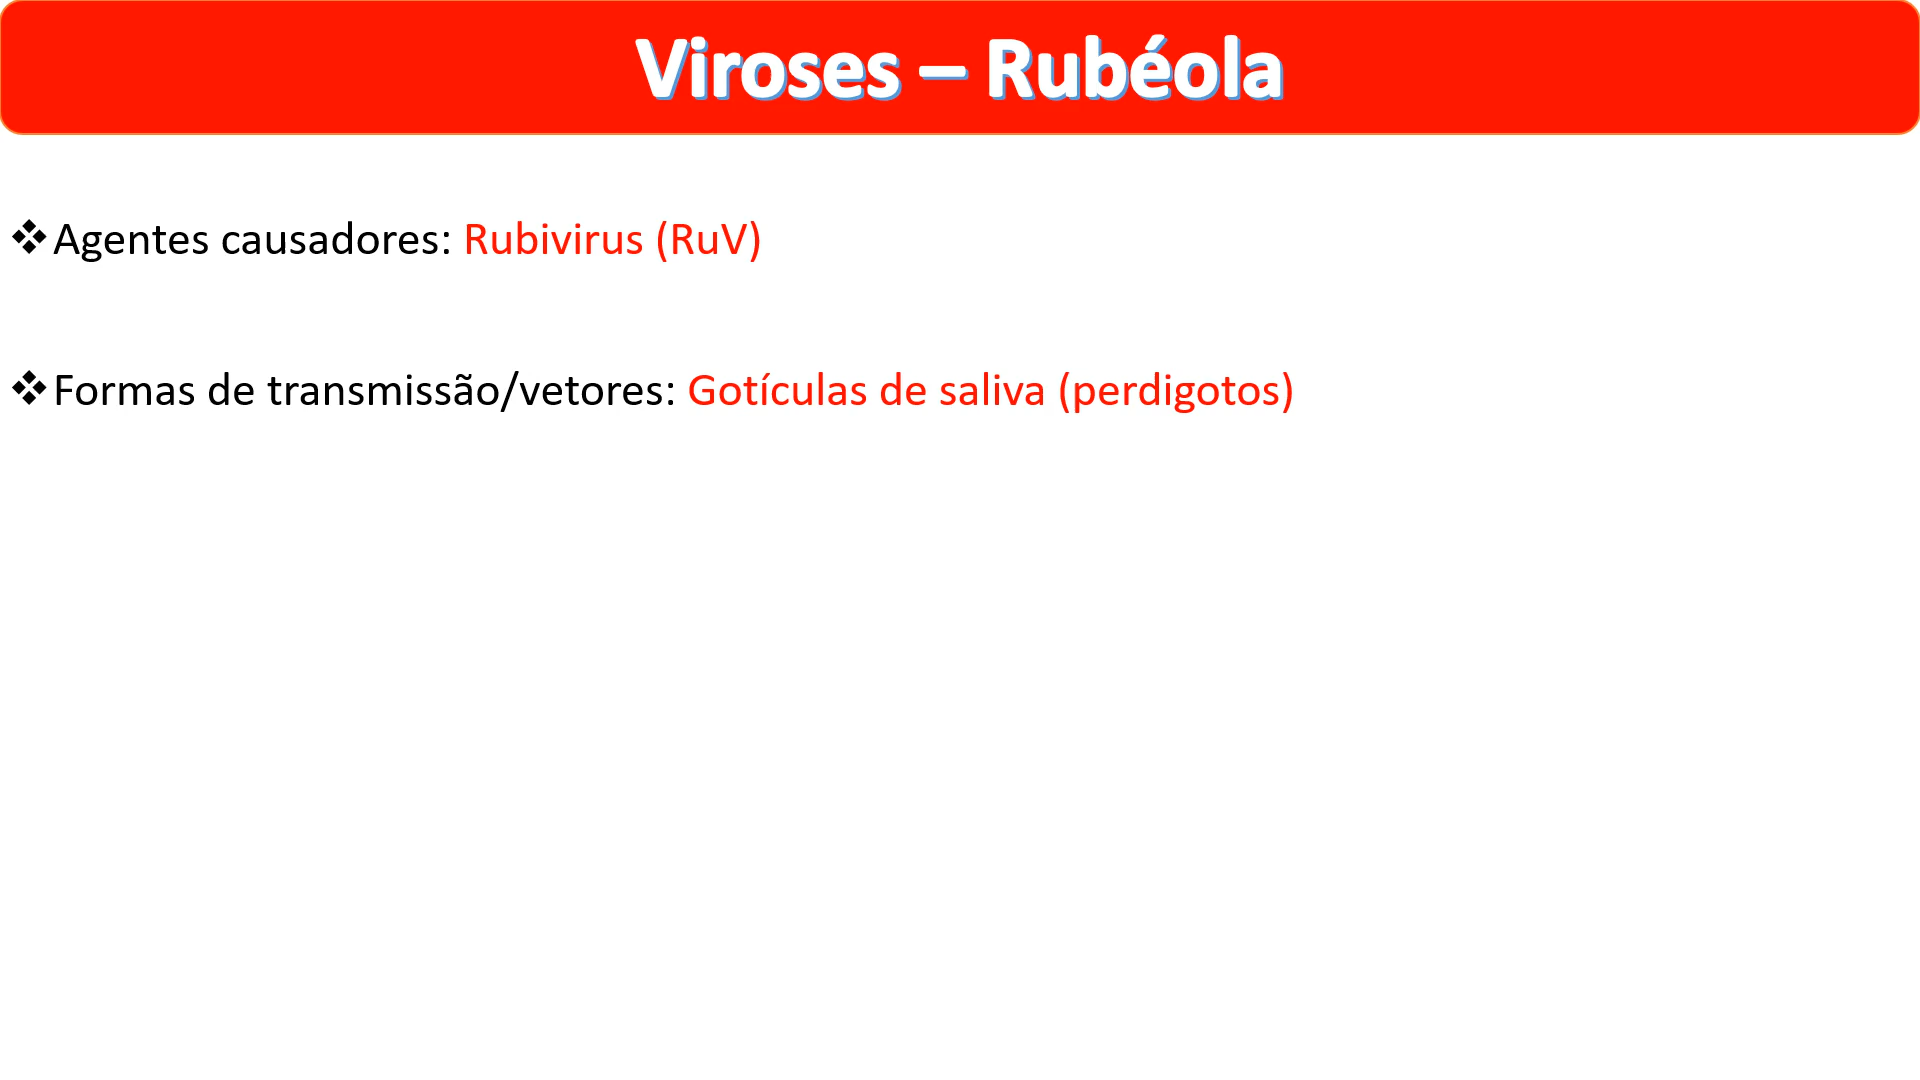 Viroses – Rubéola
❖Agentes causadores: Rubivirus (RuV)
❖Formas de transmissão/vetores: Gotículas de saliva (perdigotos)